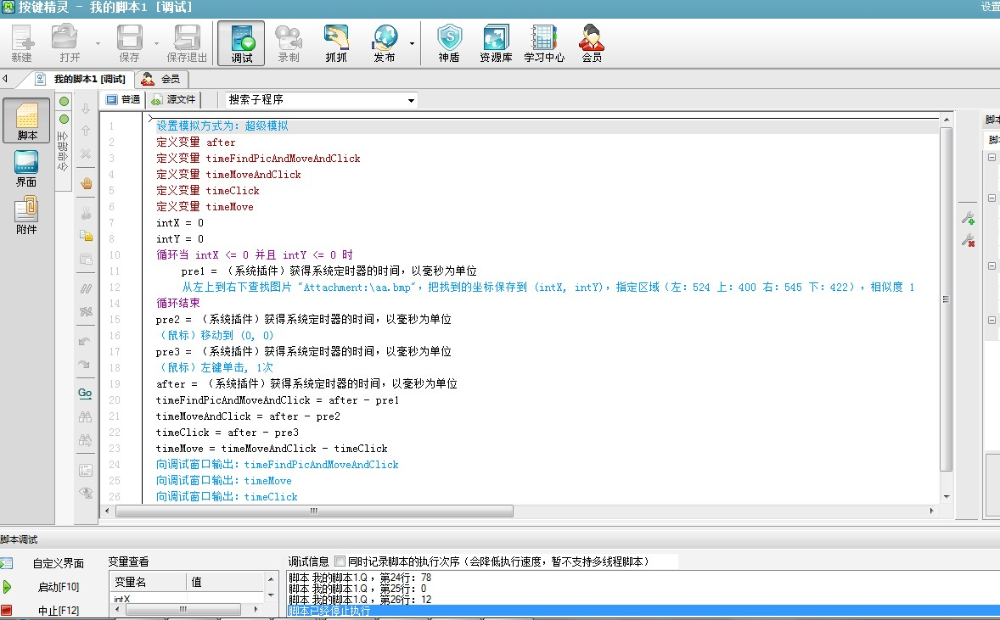 按键精灵 - 我的脚本1 [调试]
设置
新建 打开 保存 保存退出 调试 录制 抓抓 发布 神盾 资源库 学习中心 会员
我的脚本1 [调试] 会员
普通 源文件 搜索子程序
脚本
界面
附件
全部命令
Go
脚本
脚
1 设置模拟方式为: 超级模拟
2 定义变量 after
3 定义变量 timeFindPicAndMoveAndClick
4 定义变量 timeMoveAndClick
5 定义变量 timeClick
6 定义变量 timeMove
7 intX = 0
8 intY = 0
10 循环当 intX <= 0 并且 intY <= 0 时
11 pre1 = （系统插件）获得系统定时器的时间，以毫秒为单位
12 从左上到右下查找图片 "Attachment:\aa.bmp"，把找到的坐标保存到 (intX, intY)，指定区域（左: 524 上: 400 右: 545 下: 422），相似度 1
14 循环结束
15 pre2 = （系统插件）获得系统定时器的时间，以毫秒为单位
16 （鼠标）移动到 (0, 0)
17 pre3 = （系统插件）获得系统定时器的时间，以毫秒为单位
18 （鼠标）左键单击, 1次
19 after = （系统插件）获得系统定时器的时间，以毫秒为单位
20 timeFindPicAndMoveAndClick = after - pre1
21 timeMoveAndClick = after - pre2
22 timeClick = after - pre3
23 timeMove = timeMoveAndClick - timeClick
24 向调试窗口输出: timeFindPicAndMoveAndClick
25 向调试窗口输出: timeMove
26 向调试窗口输出: timeClick
脚本调试
自定义界面
启动[F10]
中止[F12]
变量查看
变量名 值
intX
调试信息 同时记录脚本的执行次序（会降低执行速度，暂不支持多线程脚本）
脚本 我的脚本1.Q ，第24行: 78
脚本 我的脚本1.Q ，第25行: 0
脚本 我的脚本1.Q ，第26行: 12
脚本已经停止执行